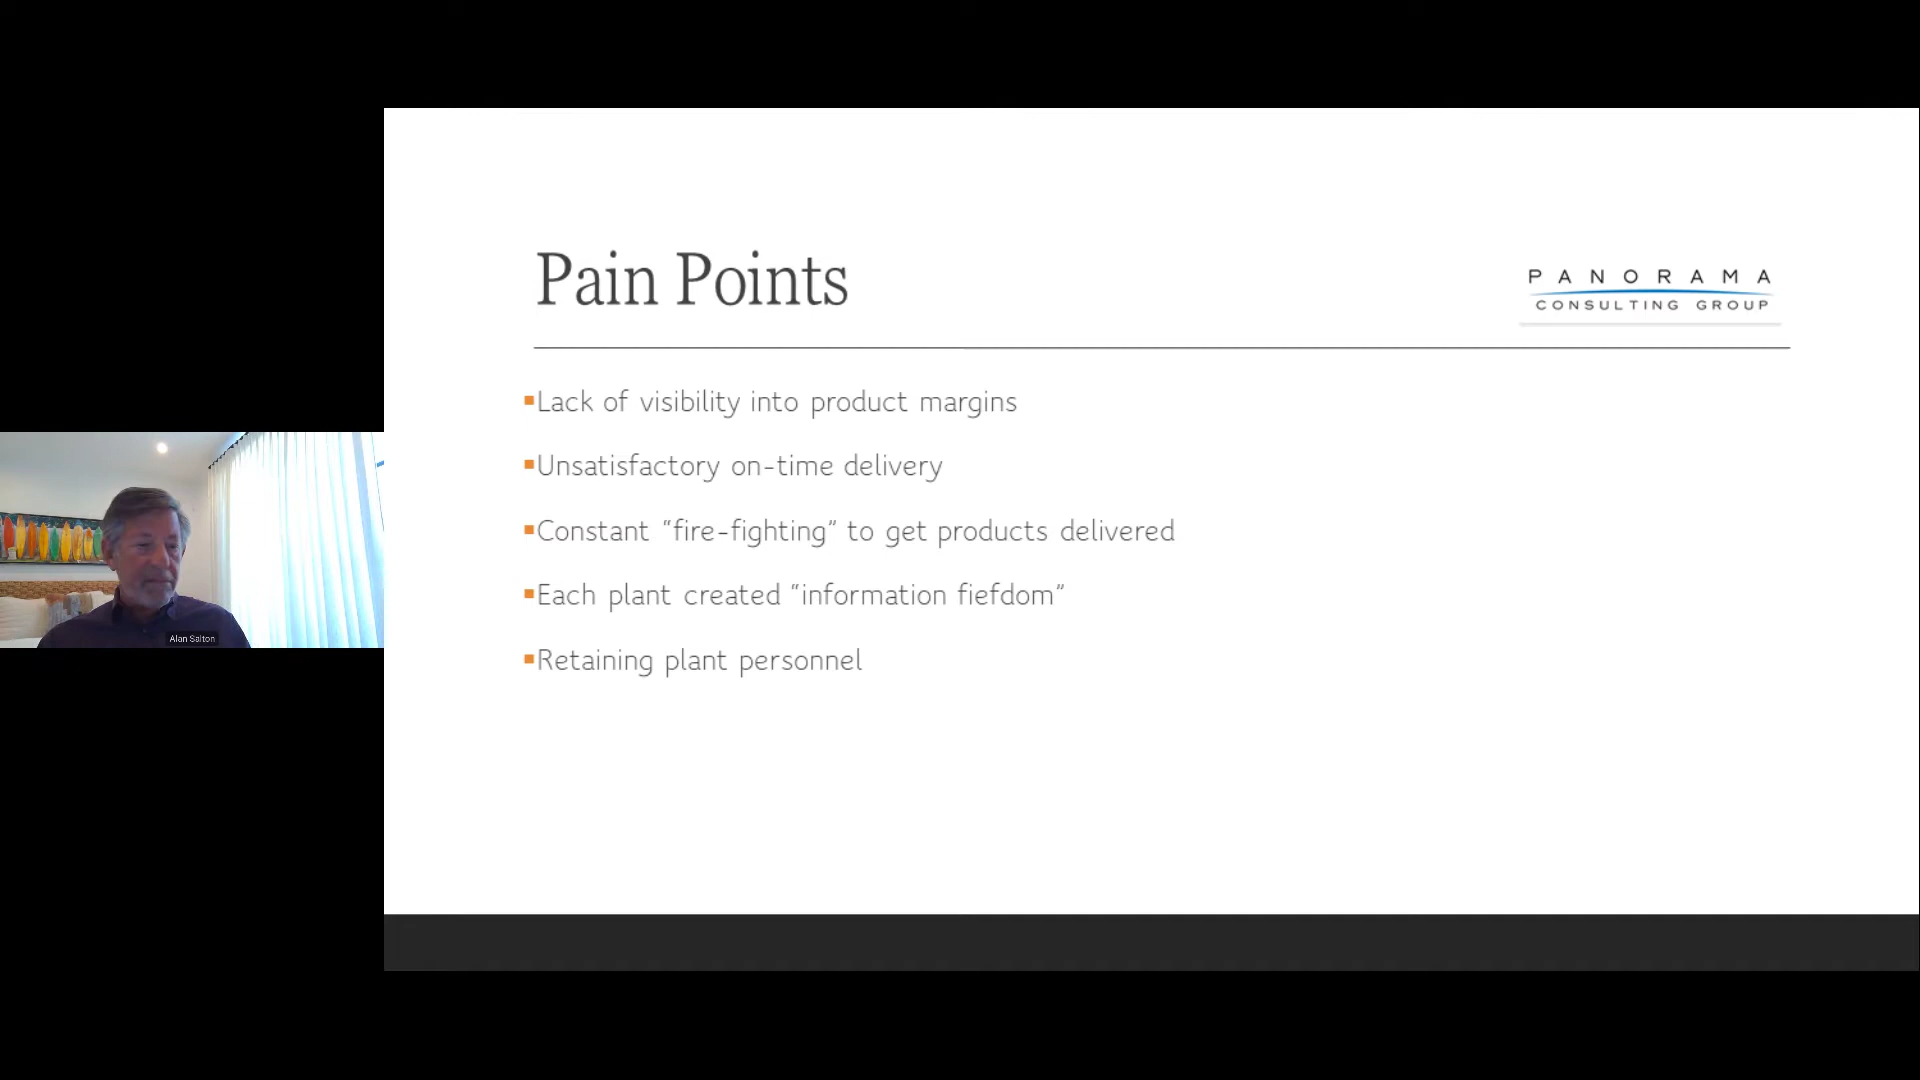 Pain Points
PANORAMA
CONSULTING GROUP
Lack of visibility into product margins
Unsatisfactory on-time delivery
Constant “fire-fighting” to get products delivered
Each plant created “information fiefdom”
Retaining plant personnel
Alan Salton